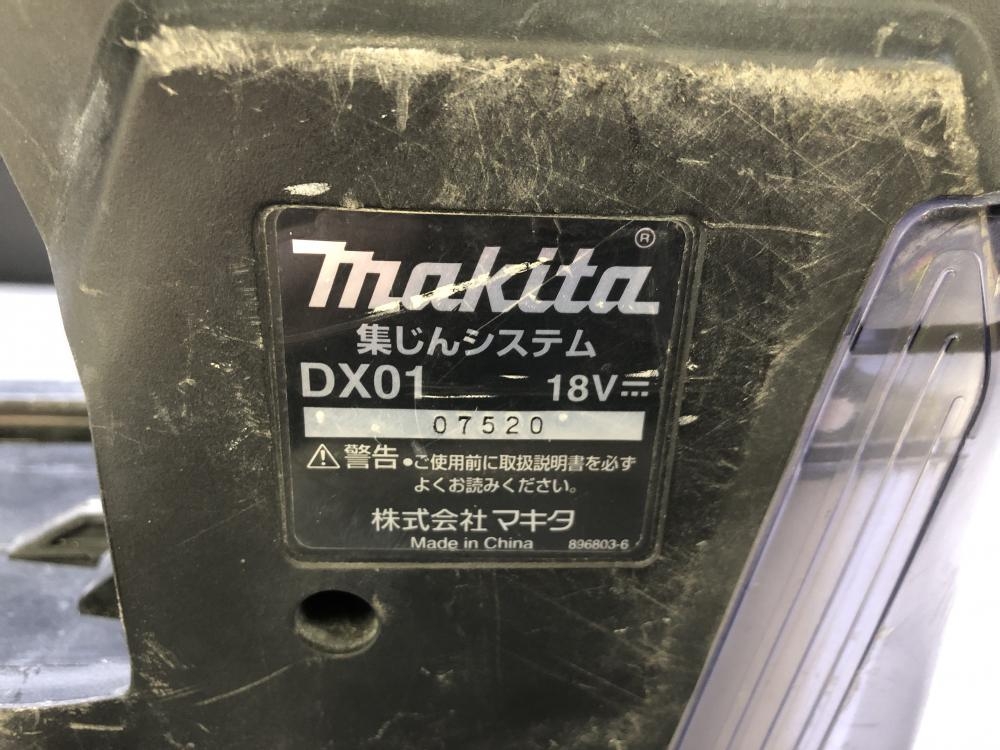 makita®
集じんシステム
DX01 18V⎓
07520
⚠警告 •ご使用前に取扱説明書を必ず
よくお読みください。
株式会社マキタ
Made in China 896803-6